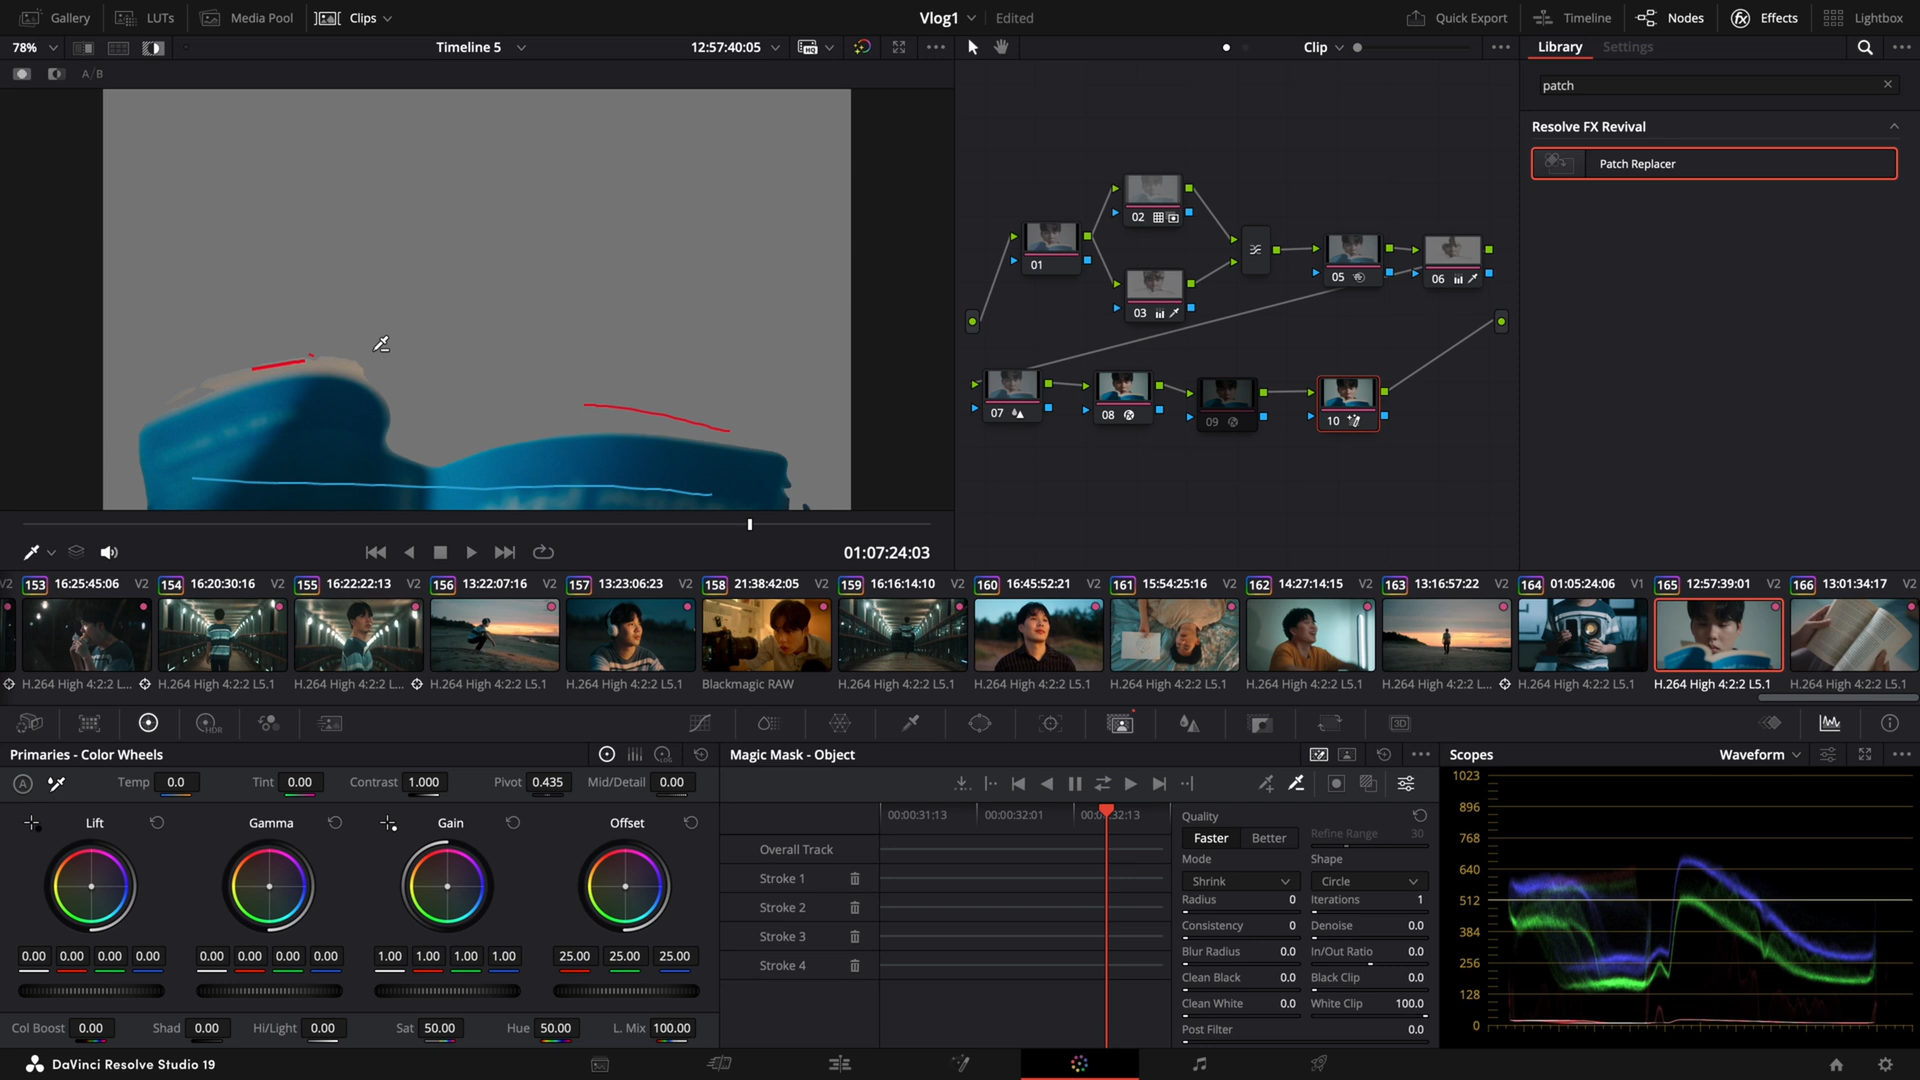 Gallery LUTs Media Pool Clips Vlog1 Edited Quick Export Timeline Nodes Effects Lightbox
78% Timeline 5 12:57:40:05 HQ Clip Library Settings
A/B
patch
Resolve FX Revival
Patch Replacer
02
01
05
06
03
07
08
09
10
01:07:24:03
V2 153 16:25:45:06 V2 154 16:20:30:16 V2 155 16:22:22:13 V2 156 13:22:07:16 V2 157 13:23:06:23 V2 158 21:38:42:05 V2 159 16:16:14:10 V2 160 16:45:52:21 V2 161 15:54:25:16 V2 162 14:27:14:15 V2 163 13:16:57:22 V2 164 01:05:24:06 V1 165 12:57:39:01 V2 166 13:01:34:17 V2
H.264 High 4:2:2 L... H.264 High 4:2:2 L5.1 H.264 High 4:2:2 L... H.264 High 4:2:2 L5.1 H.264 High 4:2:2 L5.1 Blackmagic RAW H.264 High 4:2:2 L5.1 H.264 High 4:2:2 L5.1 H.264 High 4:2:2 L5.1 H.264 High 4:2:2 L5.1 H.264 High 4:2:2 L5.1 H.264 High 4:2:2 L5.1 H.264 High 4:2:2 L5.1 H.264 High 4:2:2 L5.1
HDR 3D
Primaries - Color Wheels LOG Magic Mask - Object Scopes Waveform
A Temp 0.0 Tint 0.00 Contrast 1.000 Pivot 0.435 Mid/Detail 0.00
Lift Gamma Gain Offset
0.00 0.00 0.00 0.00 0.00 0.00 0.00 0.00 1.00 1.00 1.00 1.00 25.00 25.00 25.00
Col Boost 0.00 Shad 0.00 Hi/Light 0.00 Sat 50.00 Hue 50.00 L. Mix 100.00
00:00:31:13 00:00:32:01 00:00:32:13
Overall Track
Stroke 1
Stroke 2
Stroke 3
Stroke 4
Quality
Faster Better Refine Range 30
Mode Shape
Shrink Circle
Radius 0 Iterations 1
Consistency 0 Denoise 0.0
Blur Radius 0.0 In/Out Ratio 0.0
Clean Black 0.0 Black Clip 0.0
Clean White 0.0 White Clip 100.0
Post Filter 0.0
1023
896
768
640
512
384
256
128
0
DaVinci Resolve Studio 19